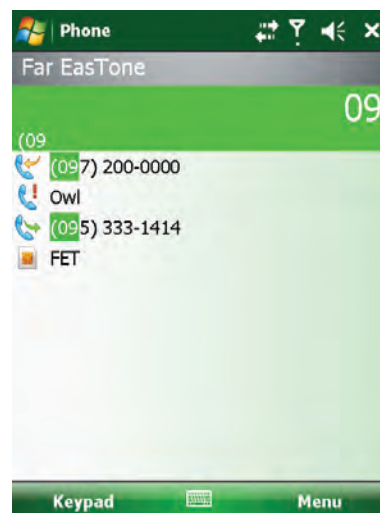 Phone
Far EasTone
09
(09
(097) 200-0000
Owl
(095) 333-1414
FET
Keypad Menu